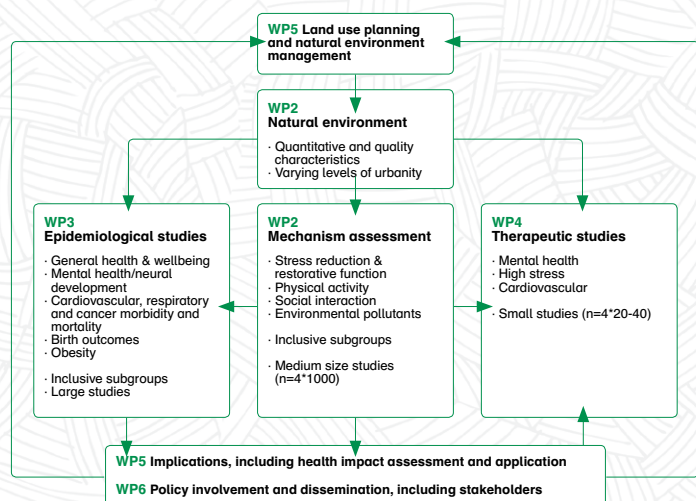 WP5 Land use planning
and natural environment
management
WP2
Natural environment
· Quantitative and quality
characteristics
· Varying levels of urbanity
WP3
Epidemiological studies
· General health & wellbeing
· Mental health/neural
development
· Cardiovascular, respiratory
and cancer morbidity and
mortality
· Birth outcomes
· Obesity
· Inclusive subgroups
· Large studies
WP2
Mechanism assessment
· Stress reduction &
restorative function
· Physical activity
· Social interaction
· Environmental pollutants
· Inclusive subgroups
· Medium size studies
(n=4*1000)
WP4
Therapeutic studies
· Mental health
· High stress
· Cardiovascular
· Small studies (n=4*20-40)
WP5 Implications, including health impact assessment and application
WP6 Policy involvement and dissemination, including stakeholders